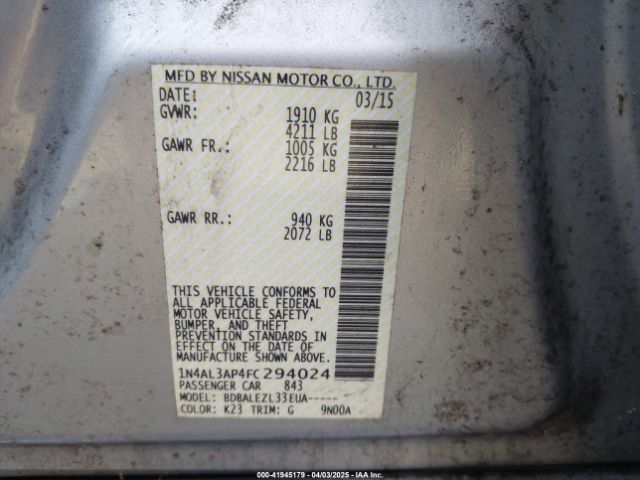 MFD BY NISSAN MOTOR CO., LTD.
DATE: 03/15
GVWR: 1910 KG
4211 LB
GAWR FR.: 1005 KG
2216 LB
GAWR RR.: 940 KG
2072 LB
THIS VEHICLE CONFORMS TO
ALL APPLICABLE FEDERAL
MOTOR VEHICLE SAFETY,
BUMPER, AND THEFT
PREVENTION STANDARDS IN
EFFECT ON THE DATE OF
MANUFACTURE SHOWN ABOVE.
1N4AL3AP4FC294024
PASSENGER CAR 843
MODEL: BDBALEZL33EUA-----
COLOR: K23 TRIM: G 9N00A
000-41945179 - 04/03/2025 - IAA Inc.